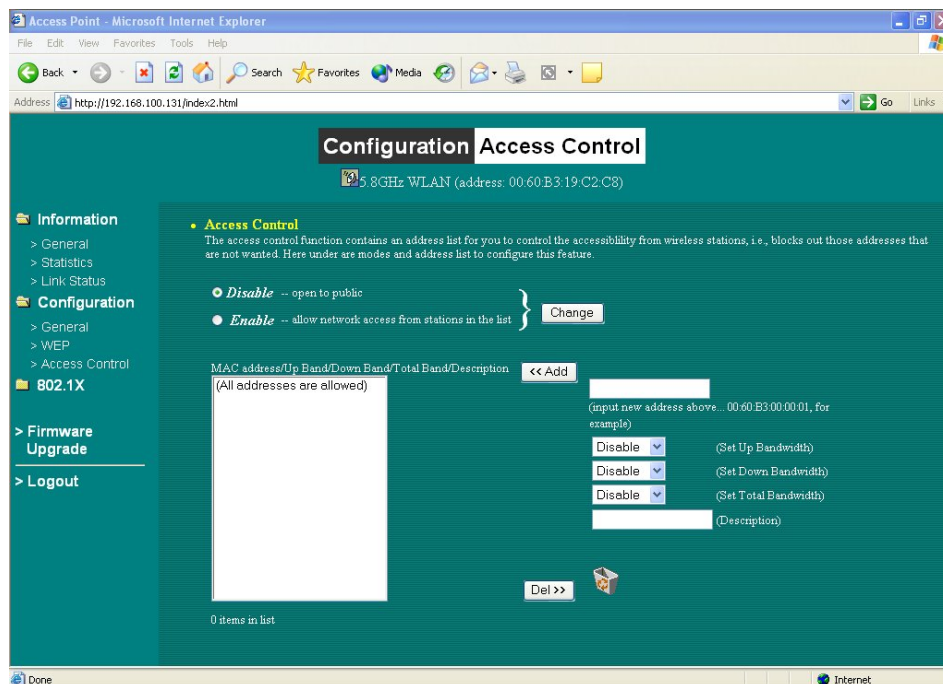 Access Point - Microsoft Internet Explorer
File Edit View Favorites Tools Help
Back Search Favorites Media
Address http://192.168.100.131/index2.html Go Links
Configuration Access Control
5.8GHz WLAN (address: 00:60:B3:19:C2:C8)
Information
> General
> Statistics
> Link Status
Configuration
> General
> WEP
> Access Control
802.1X
> Firmware
Upgrade
> Logout
• Access Control
The access control function contains an address list for you to control the accessiblility from wireless stations, i.e., blocks out those addresses that
are not wanted. Here under are modes and address list to configure this feature.
Disable -- open to public
Enable -- allow network access from stations in the list
} Change
MAC address/Up Band/Down Band/Total Band/Description
<< Add
(All addresses are allowed)
(input new address above... 00:60:B3:00:00:01, for
example)
Disable (Set Up Bandwidth)
Disable (Set Down Bandwidth)
Disable (Set Total Bandwidth)
(Description)
Del >>
0 items in list
Done Internet